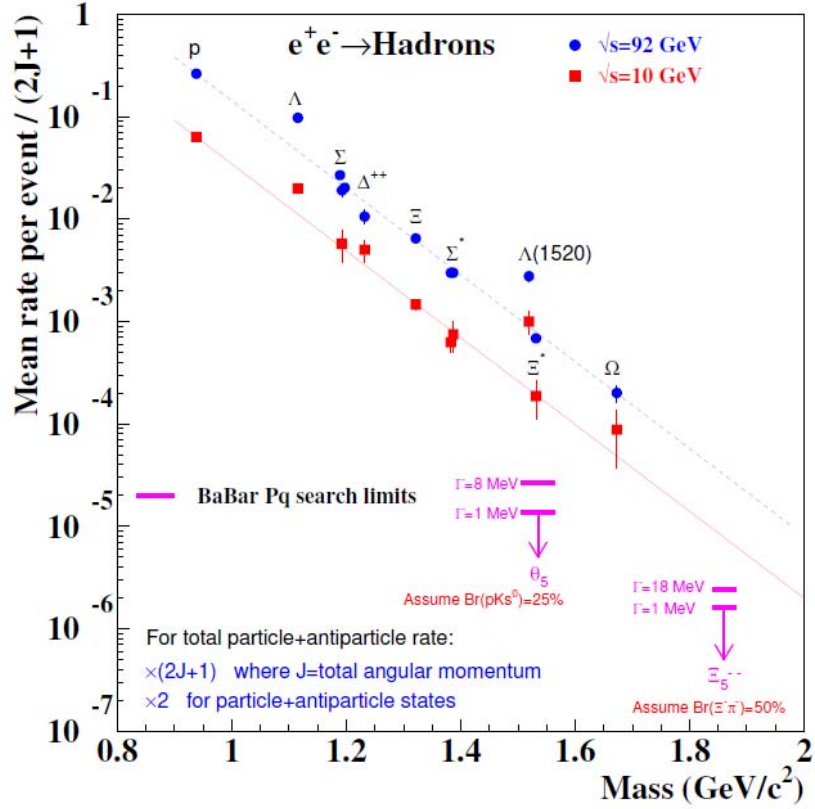 e⁺e⁻→Hadrons
√s=92 GeV
√s=10 GeV
Mean rate per event / (2J+1)
1
10⁻¹
10⁻²
10⁻³
10⁻⁴
10⁻⁵
10⁻⁶
10⁻⁷
p
Λ
Σ
Δ⁺⁺
Ξ
Σ*
Λ(1520)
Ξ*
Ω
BaBar Pq search limits
Γ=8 MeV
Γ=1 MeV
θ₅
Assume Br(pKs⁰)=25%
Γ=18 MeV
Γ=1 MeV
Ξ₅⁻⁻
Assume Br(Ξ⁻π⁻)=50%
For total particle+antiparticle rate:
×(2J+1) where J=total angular momentum
×2 for particle+antiparticle states
0.8 1 1.2 1.4 1.6 1.8 2
Mass (GeV/c²)